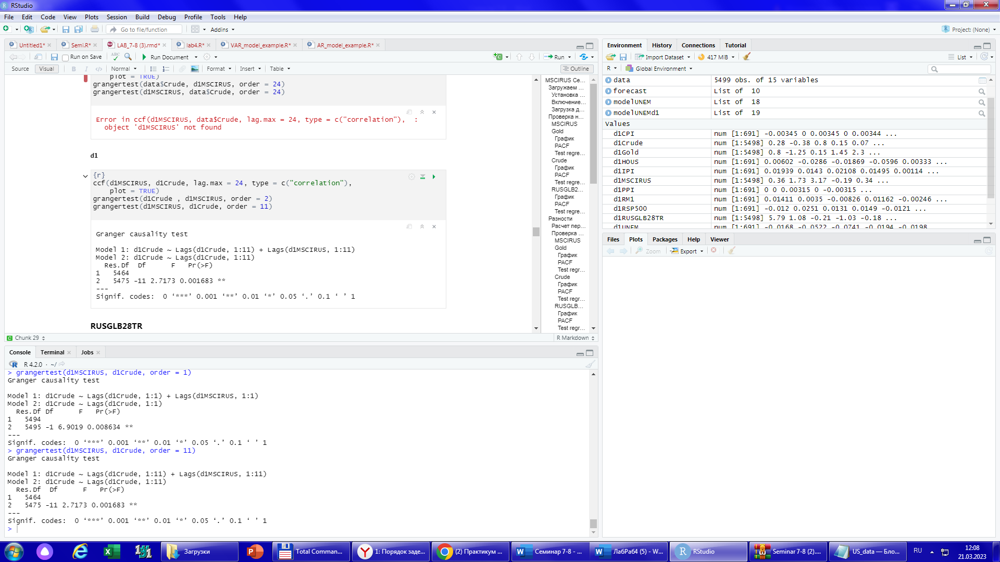 RStudio
File Edit Code View Plots Session Build Debug Profile Tools Help
Go to file/function Addins Project: (None)
Untitled1* Semi.R* LAB_7-8 (3).rmd* lab4.R* VAR_model_example.R* AR_model_example.R*
Run on Save ABC Run Document Run
Source Visual B I </> Normal Format Insert Table Outline
plot = TRUE)
grangertest(data$Crude, d1MSCIRUS, order = 24)
grangertest(d1MSCIRUS, data$Crude, order = 24)
Error in ccf(d1MSCIRUS, data$Crude, lag.max = 24, type = c("correlation"), :
object 'd1MSCIRUS' not found
d1
{r}
ccf(d1MSCIRUS, d1Crude, lag.max = 24, type = c("correlation"),
plot = TRUE)
grangertest(d1Crude , d1MSCIRUS, order = 2)
grangertest(d1MSCIRUS, d1Crude, order = 11)
Granger causality test
Model 1: d1Crude ~ Lags(d1Crude, 1:11) + Lags(d1MSCIRUS, 1:11)
Model 2: d1Crude ~ Lags(d1Crude, 1:11)
Res.Df Df F Pr(>F)
1 5464
2 5475 -11 2.7173 0.001683 **
---
Signif. codes: 0 ‘***’ 0.001 ‘**’ 0.01 ‘*’ 0.05 ‘.’ 0.1 ‘ ’ 1
RUSGLB28TR
Chunk 29 R Markdown
MSCIRUS Ce...
Загружаем ...
Установка ...
Включение...
Загрузка д...
Проверка н...
MSCIRUS
Gold
График
PACF
Test regre...
Crude
График
PACF
Test regre...
RUSGLB2...
График
PACF
Test regre...
Разности
Расчет пер...
Проверка ...
MSCIRUS
Gold
График
PACF
Test regr...
Crude
График
PACF
Test regr...
RUSGLB...
График
PACF
Test regr...
Console Terminal Jobs
R 4.2.0 · ~/
> grangertest(d1MSCIRUS, d1Crude, order = 1)
Granger causality test
Model 1: d1Crude ~ Lags(d1Crude, 1:1) + Lags(d1MSCIRUS, 1:1)
Model 2: d1Crude ~ Lags(d1Crude, 1:1)
Res.Df Df F Pr(>F)
1 5494
2 5495 -1 6.9019 0.008634 **
---
Signif. codes: 0 ‘***’ 0.001 ‘**’ 0.01 ‘*’ 0.05 ‘.’ 0.1 ‘ ’ 1
> grangertest(d1MSCIRUS, d1Crude, order = 11)
Granger causality test
Model 1: d1Crude ~ Lags(d1Crude, 1:11) + Lags(d1MSCIRUS, 1:11)
Model 2: d1Crude ~ Lags(d1Crude, 1:11)
Res.Df Df F Pr(>F)
1 5464
2 5475 -11 2.7173 0.001683 **
---
Signif. codes: 0 ‘***’ 0.001 ‘**’ 0.01 ‘*’ 0.05 ‘.’ 0.1 ‘ ’ 1
>
Environment History Connections Tutorial
Import Dataset 417 MiB List
R Global Environment
data 5499 obs. of 15 variables
forecast List of 10
modelUNEM List of 18
modelUNEMd1 List of 19
Values
d1CPI num [1:691] -0.00345 0 0.00345 0 0.00344 ...
d1Crude num [1:5498] 0.28 -0.38 0.8 0.15 0.07 ...
d1Gold num [1:5498] 0.8 -1.25 0.15 1.45 2.3 ...
d1HOUS num [1:691] 0.00602 -0.0286 -0.01869 -0.0596 0.00333 ...
d1IPI num [1:691] 0.01939 0.0143 0.02108 0.01495 0.00114 ...
d1MSCIRUS num [1:5498] 0.36 1.73 3.17 -0.19 0.34 ...
d1PPI num [1:691] 0 0 0.00315 0 -0.00315 ...
d1RM1 num [1:691] 0.01411 0.0035 -0.00826 0.01162 -0.00246 ...
d1RSP500 num [1:691] -0.012 0.0251 0.0131 0.0149 -0.0121 ...
d1RUSGLB28TR num [1:5498] 5.79 1.08 -0.21 -1.03 -0.18 ...
d1UNEM num [1:691] -0.0168 -0.0522 -0.0741 -0.0194 -0.0198
Files Plots Packages Help Viewer
Zoom Export
Загрузки Total Comman... 1: Порядок заде... (2) Практикум ... Семинар 7-8 - ... ЛабРаб4 (5) - W... RStudio Seminar 7-8 (2).... US_data — Бло... RU 12:08
21.03.2023